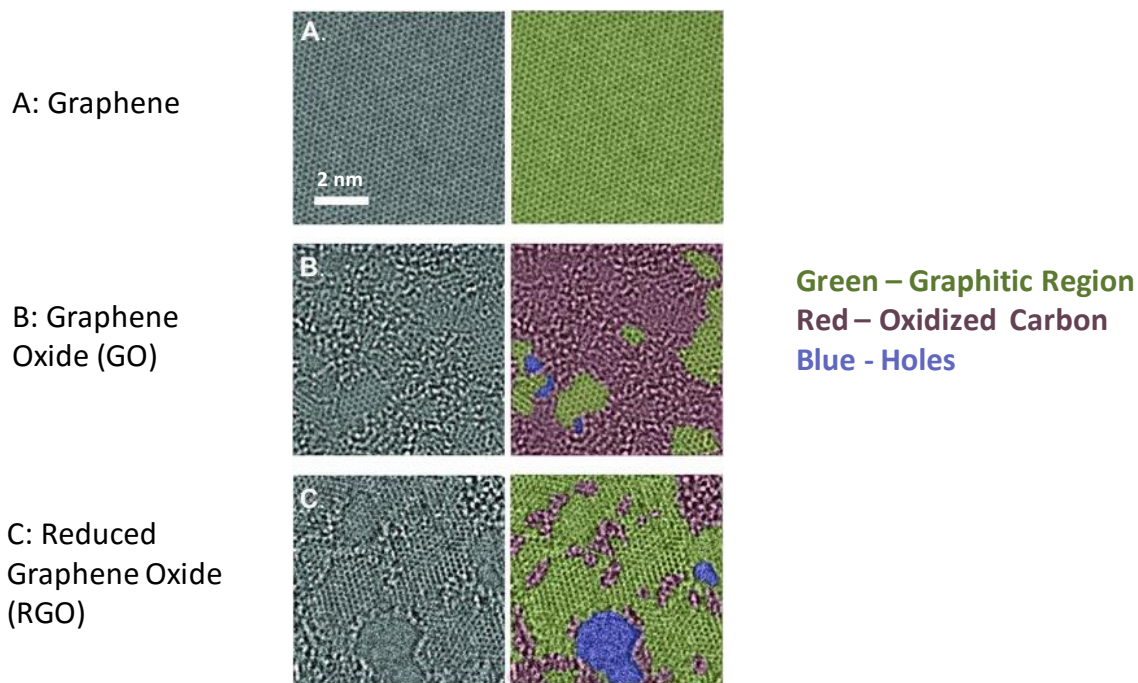 A.
A: Graphene
2 nm
B.
B: Graphene
Oxide (GO)
Green – Graphitic Region
Red – Oxidized Carbon
Blue - Holes
C
C: Reduced
Graphene Oxide
(RGO)